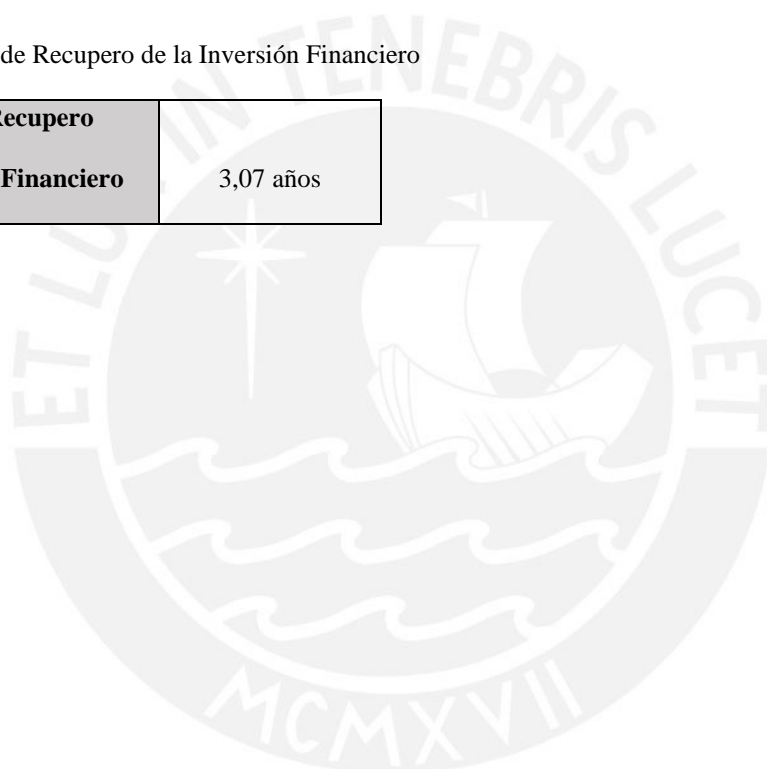 de Recupero de la Inversión Financiero
Recupero
Financiero
3,07 años
ET LUX IN TENEBRIS LUCET
MCMXVII